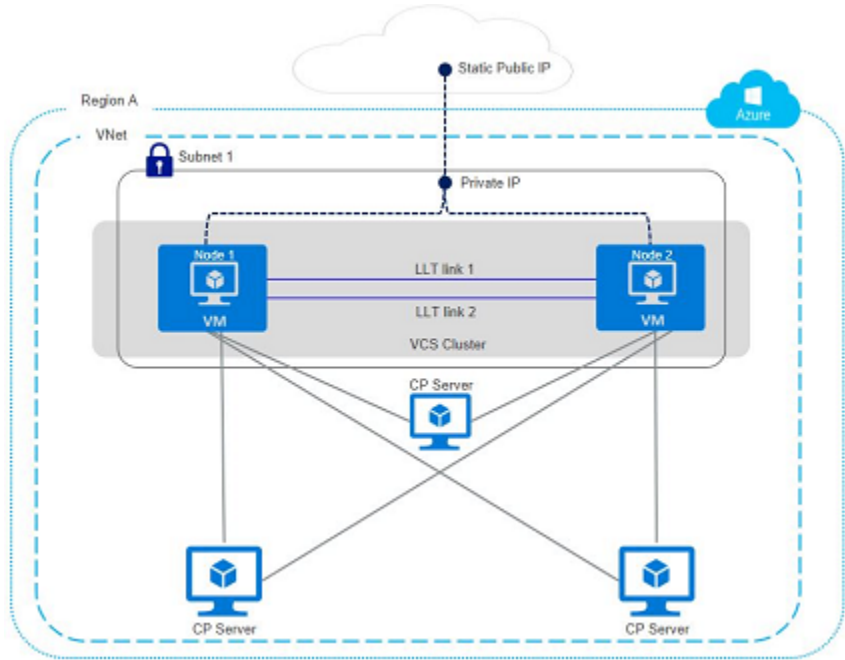 Static Public IP
Region A
Azure
VNet
Subnet 1
Private IP
Node 1
Node 2
LLT link 1
LLT link 2
VM
VM
VCS Cluster
CP Server
CP Server
CP Server